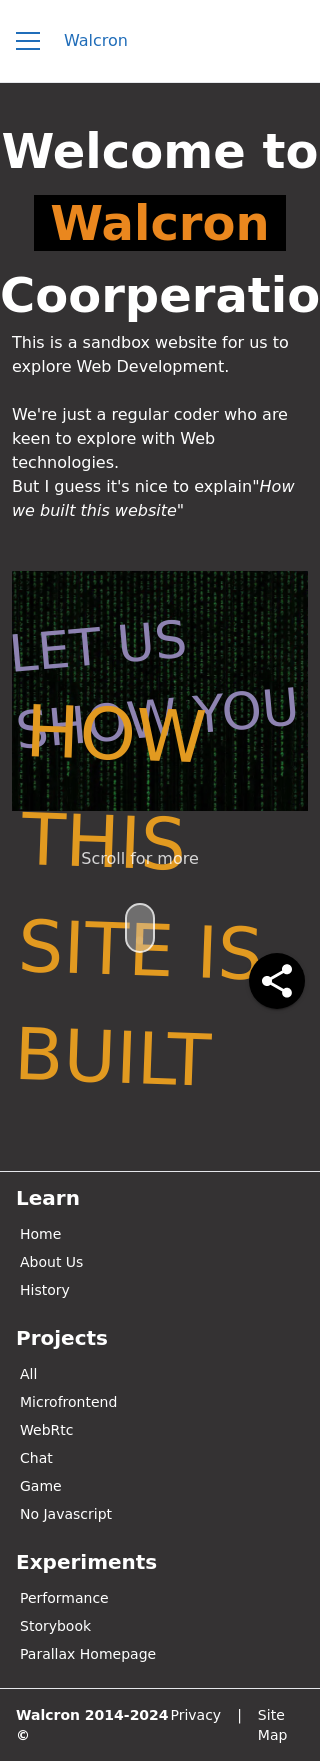 Walcron
Welcome to
Walcron
Coorperatio
This is a sandbox website for us to
explore Web Development.
We're just a regular coder who are
keen to explore with Web
technologies.
But I guess it's nice to explain"How
we built this website"
LET US
SHOW YOU
HOW
THIS
SITE IS
BUILT
Scroll for more
Learn
Home
About Us
History
Projects
All
Microfrontend
WebRtc
Chat
Game
No Javascript
Experiments
Performance
Storybook
Parallax Homepage
Walcron 2014-2024 Privacy | Site
© Map